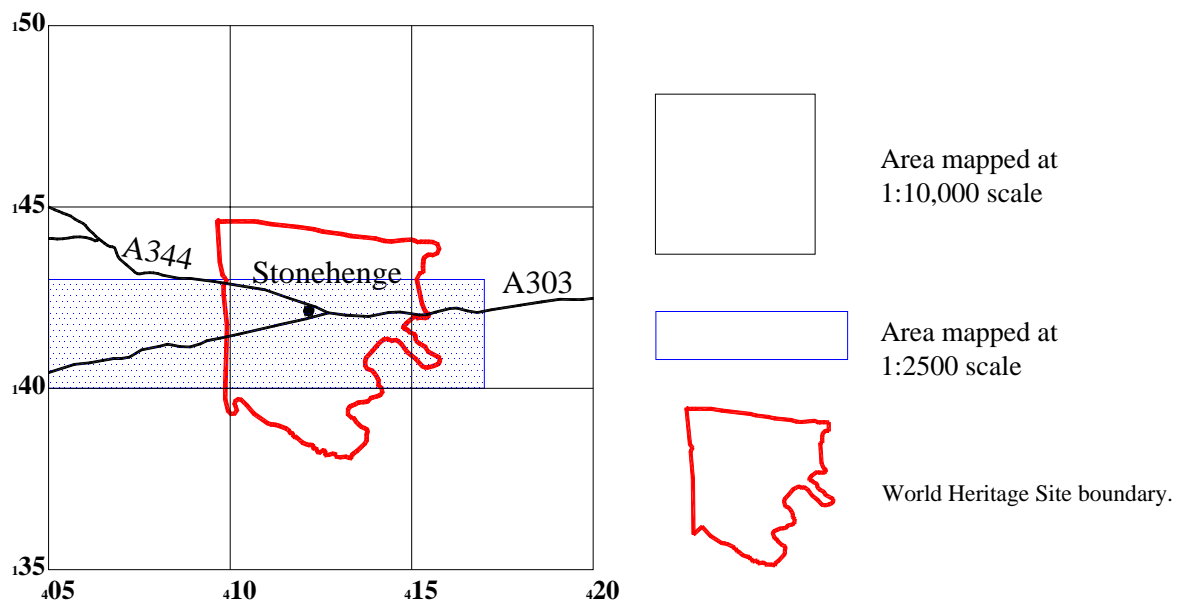 150
145
A344
Stonehenge
A303
140
135
405
410
415
420
Area mapped at
1:10,000 scale
Area mapped at
1:2500 scale
World Heritage Site boundary.